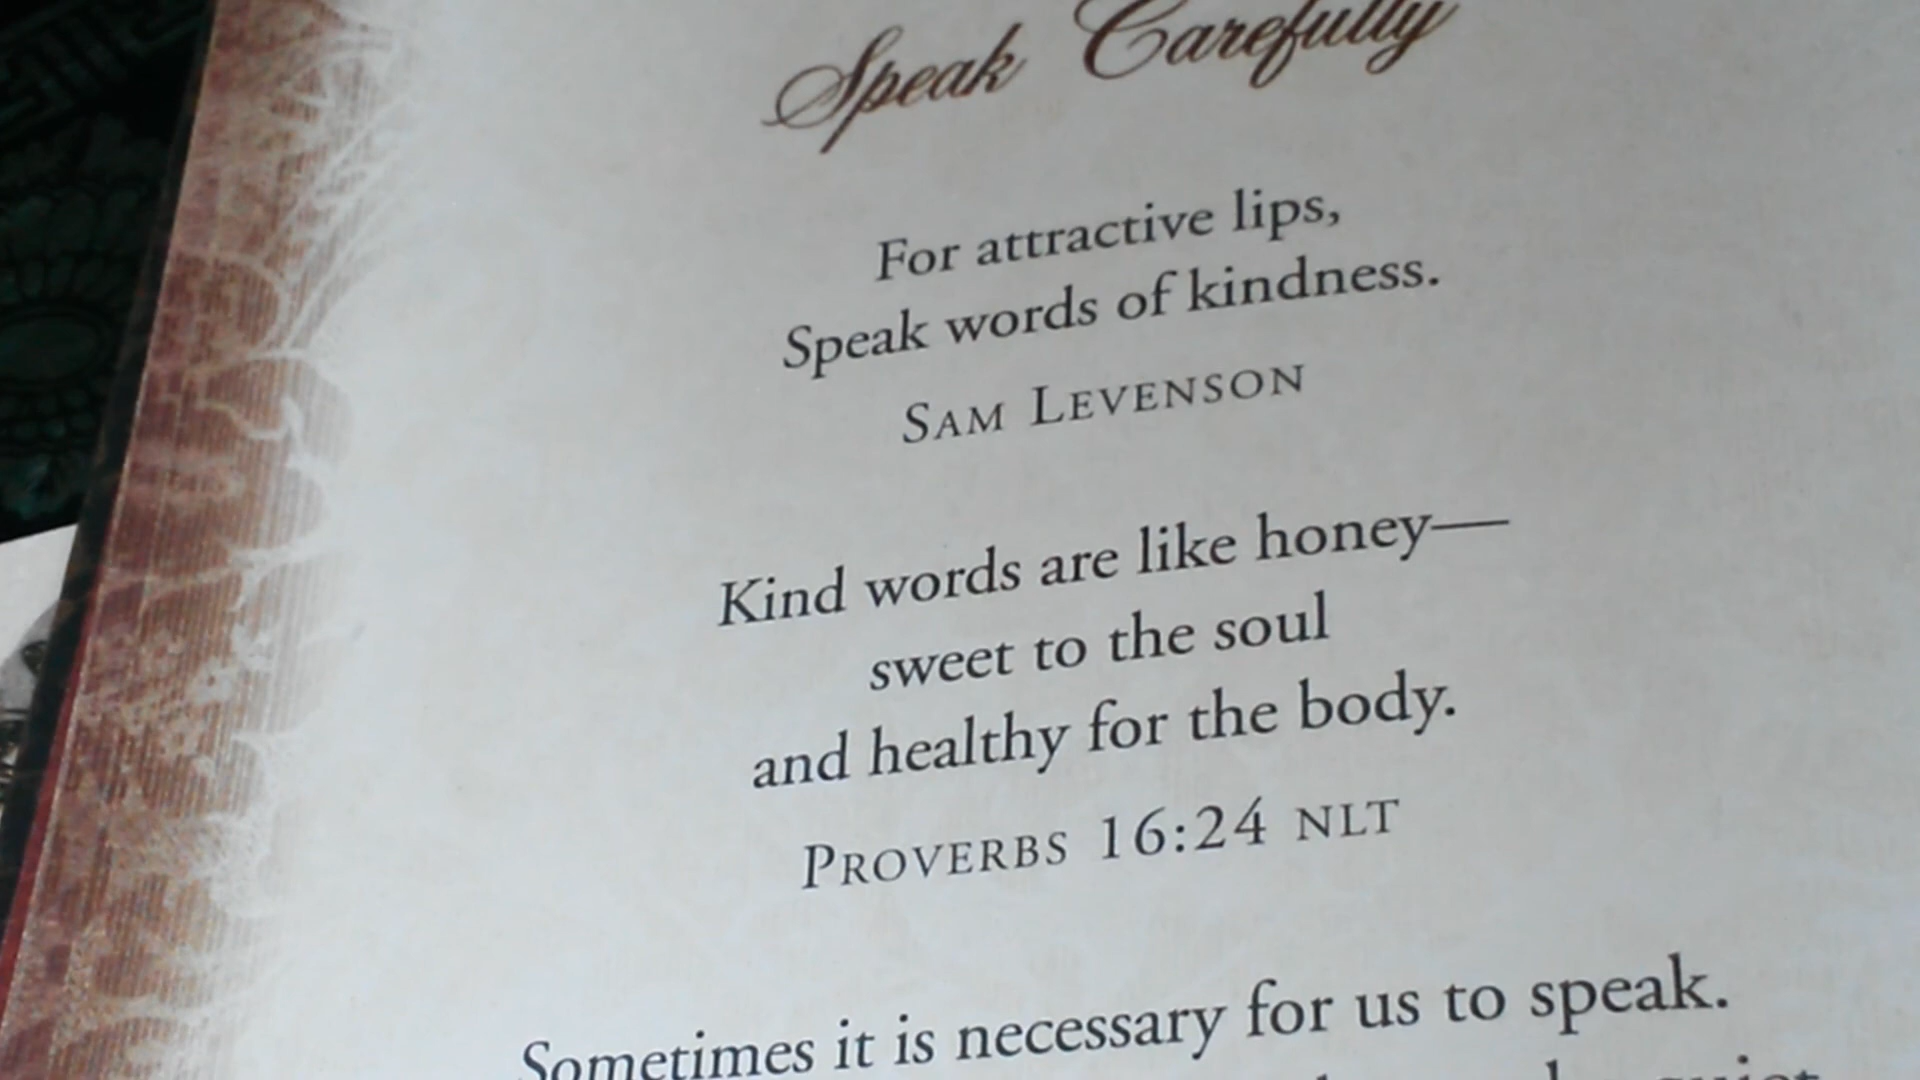 Speak Carefully
For attractive lips,
Speak words of kindness.
SAM LEVENSON
Kind words are like honey—
sweet to the soul
and healthy for the body.
PROVERBS 16:24 NLT
Sometimes it is necessary for us to speak.
quiet